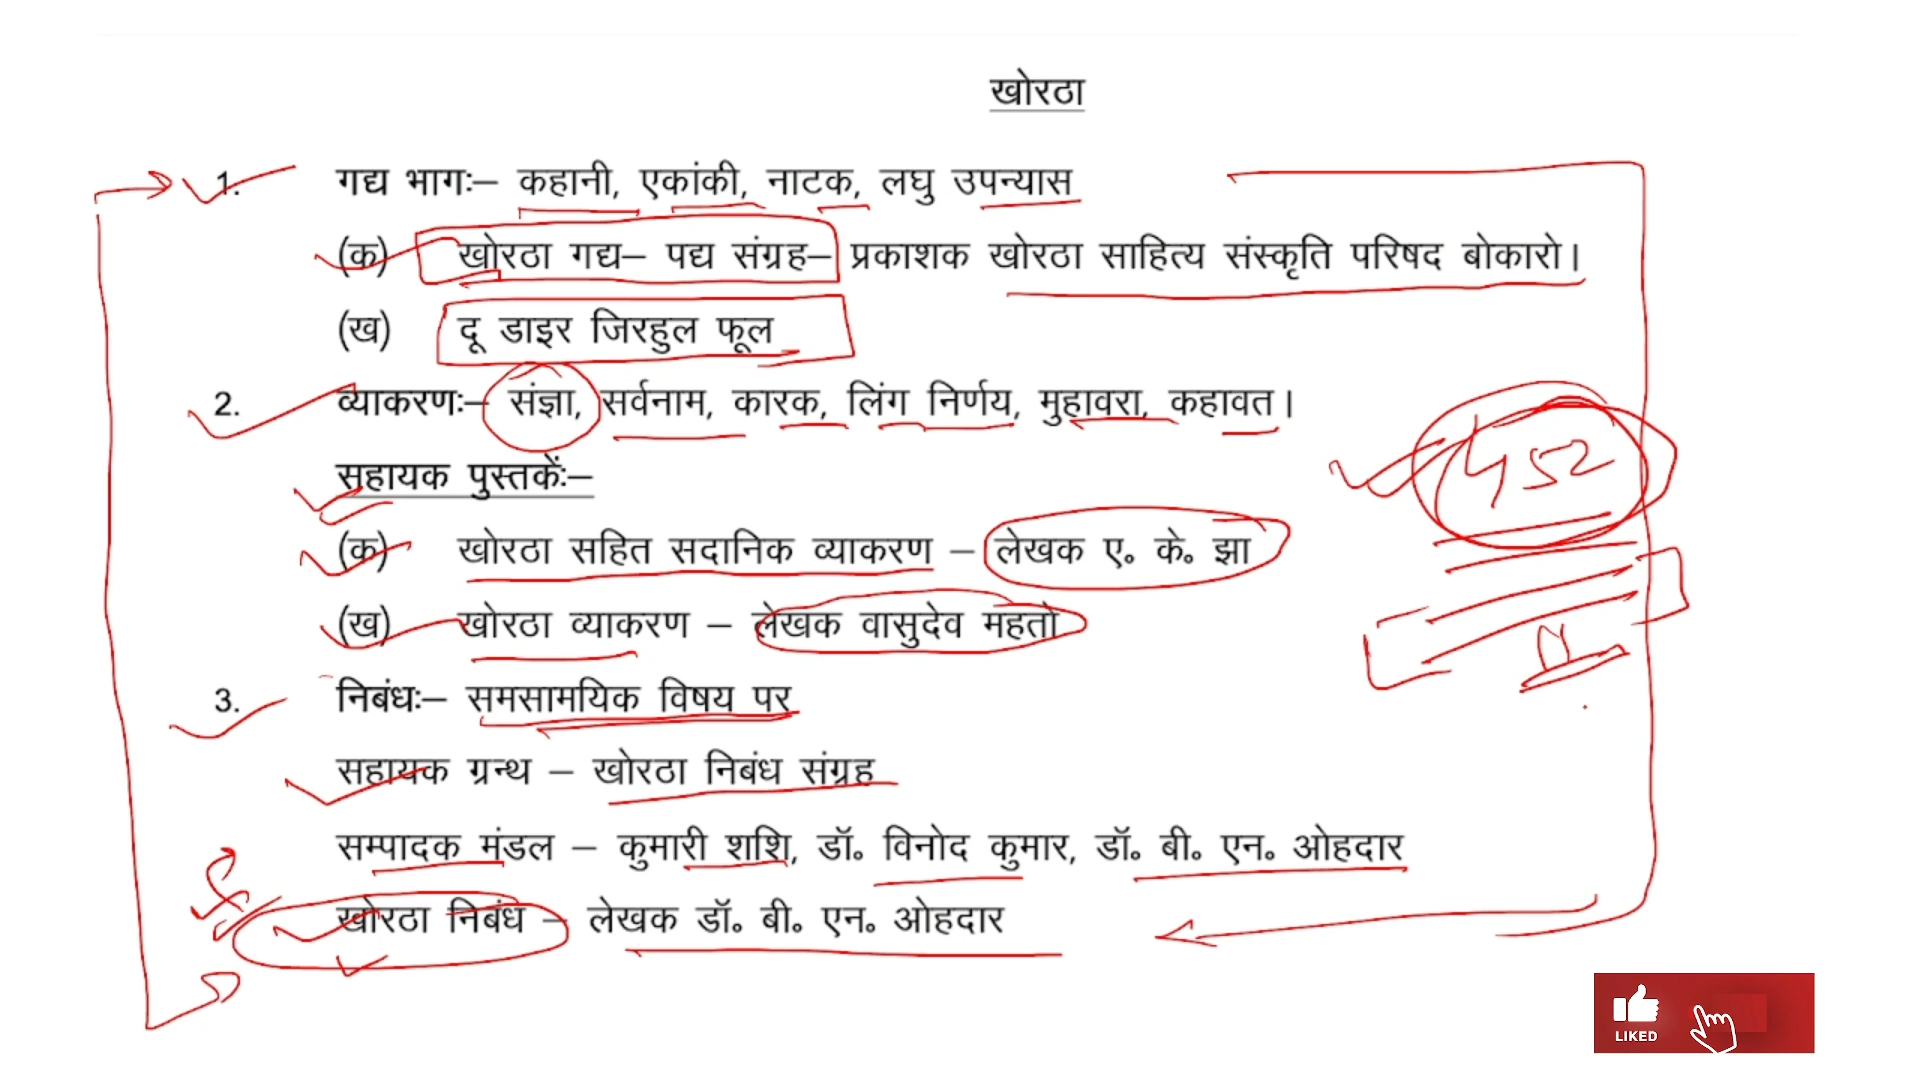 खोरठा
1. गद्य भागः– कहानी, एकांकी, नाटक, लघु उपन्यास
(क) खोरठा गद्य– पद्य संग्रह– प्रकाशक खोरठा साहित्य संस्कृति परिषद बोकारो।
(ख) दू डाइर जिरहुल फूल
2. व्याकरणः– संज्ञा, सर्वनाम, कारक, लिंग निर्णय, मुहावरा, कहावत।
452
सहायक पुस्तकेंः–
(क) खोरठा सहित सदानिक व्याकरण – लेखक ए॰ के॰ झा
(ख) खोरठा व्याकरण – लेखक वासुदेव महतो
3. निबंधः– समसामयिक विषय पर
सहायक ग्रन्थ – खोरठा निबंध संग्रह
सम्पादक मंडल – कुमारी शशि, डॉ॰ विनोद कुमार, डॉ॰ बी॰ एन॰ ओहदार
खोरठा निबंध – लेखक डॉ॰ बी॰ एन॰ ओहदार
LIKED